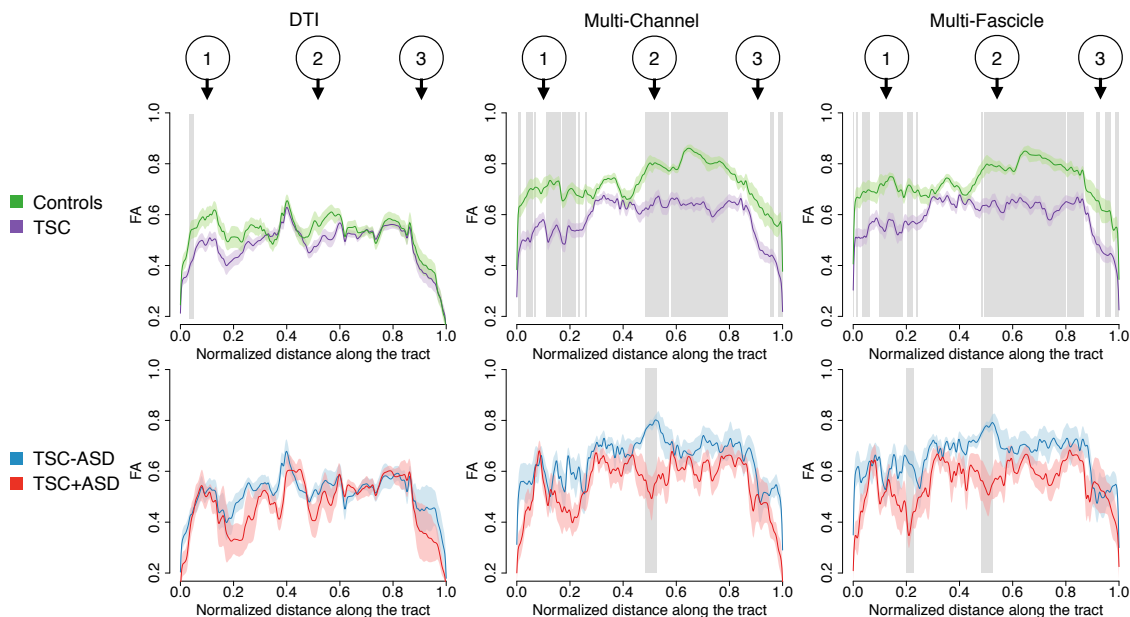 DTI Multi-Channel Multi-Fascicle
1 2 3 1 2 3 1 2 3
Controls
TSC
FA
0.2 0.4 0.6 0.8 1.0
0.0 0.2 0.4 0.6 0.8 1.0
Normalized distance along the tract
FA
0.2 0.4 0.6 0.8 1.0
0.0 0.2 0.4 0.6 0.8 1.0
Normalized distance along the tract
FA
0.2 0.4 0.6 0.8 1.0
0.0 0.2 0.4 0.6 0.8 1.0
Normalized distance along the tract
TSC-ASD
TSC+ASD
FA
0.2 0.4 0.6 0.8 1.0
0.0 0.2 0.4 0.6 0.8 1.0
Normalized distance along the tract
FA
0.2 0.4 0.6 0.8 1.0
0.0 0.2 0.4 0.6 0.8 1.0
Normalized distance along the tract
FA
0.2 0.4 0.6 0.8 1.0
0.0 0.2 0.4 0.6 0.8 1.0
Normalized distance along the tract